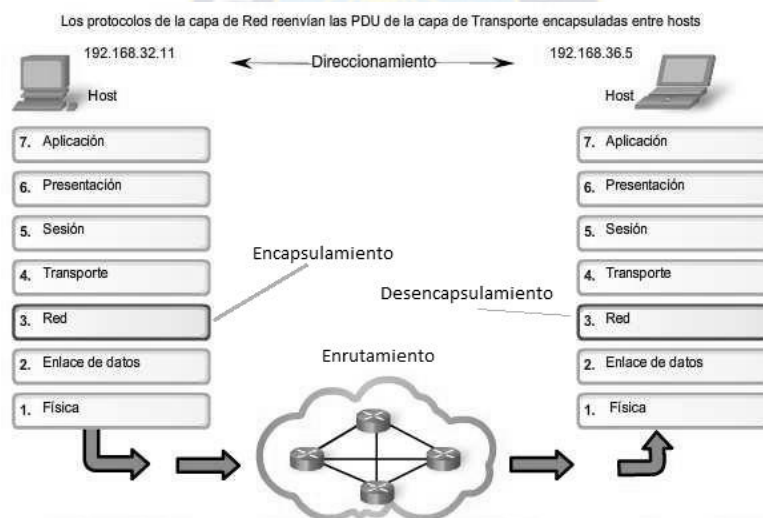 Los protocolos de la capa de Red reenvían las PDU de la capa de Transporte encapsuladas entre hosts
192.168.32.11
Direccionamiento
192.168.36.5
Host
Host
7. Aplicación
6. Presentación
5. Sesión
4. Transporte
3. Red
2. Enlace de datos
1. Física
Encapsulamiento
Desencapsulamiento
Enrutamiento
7. Aplicación
6. Presentación
5. Sesión
4. Transporte
3. Red
2. Enlace de datos
1. Física